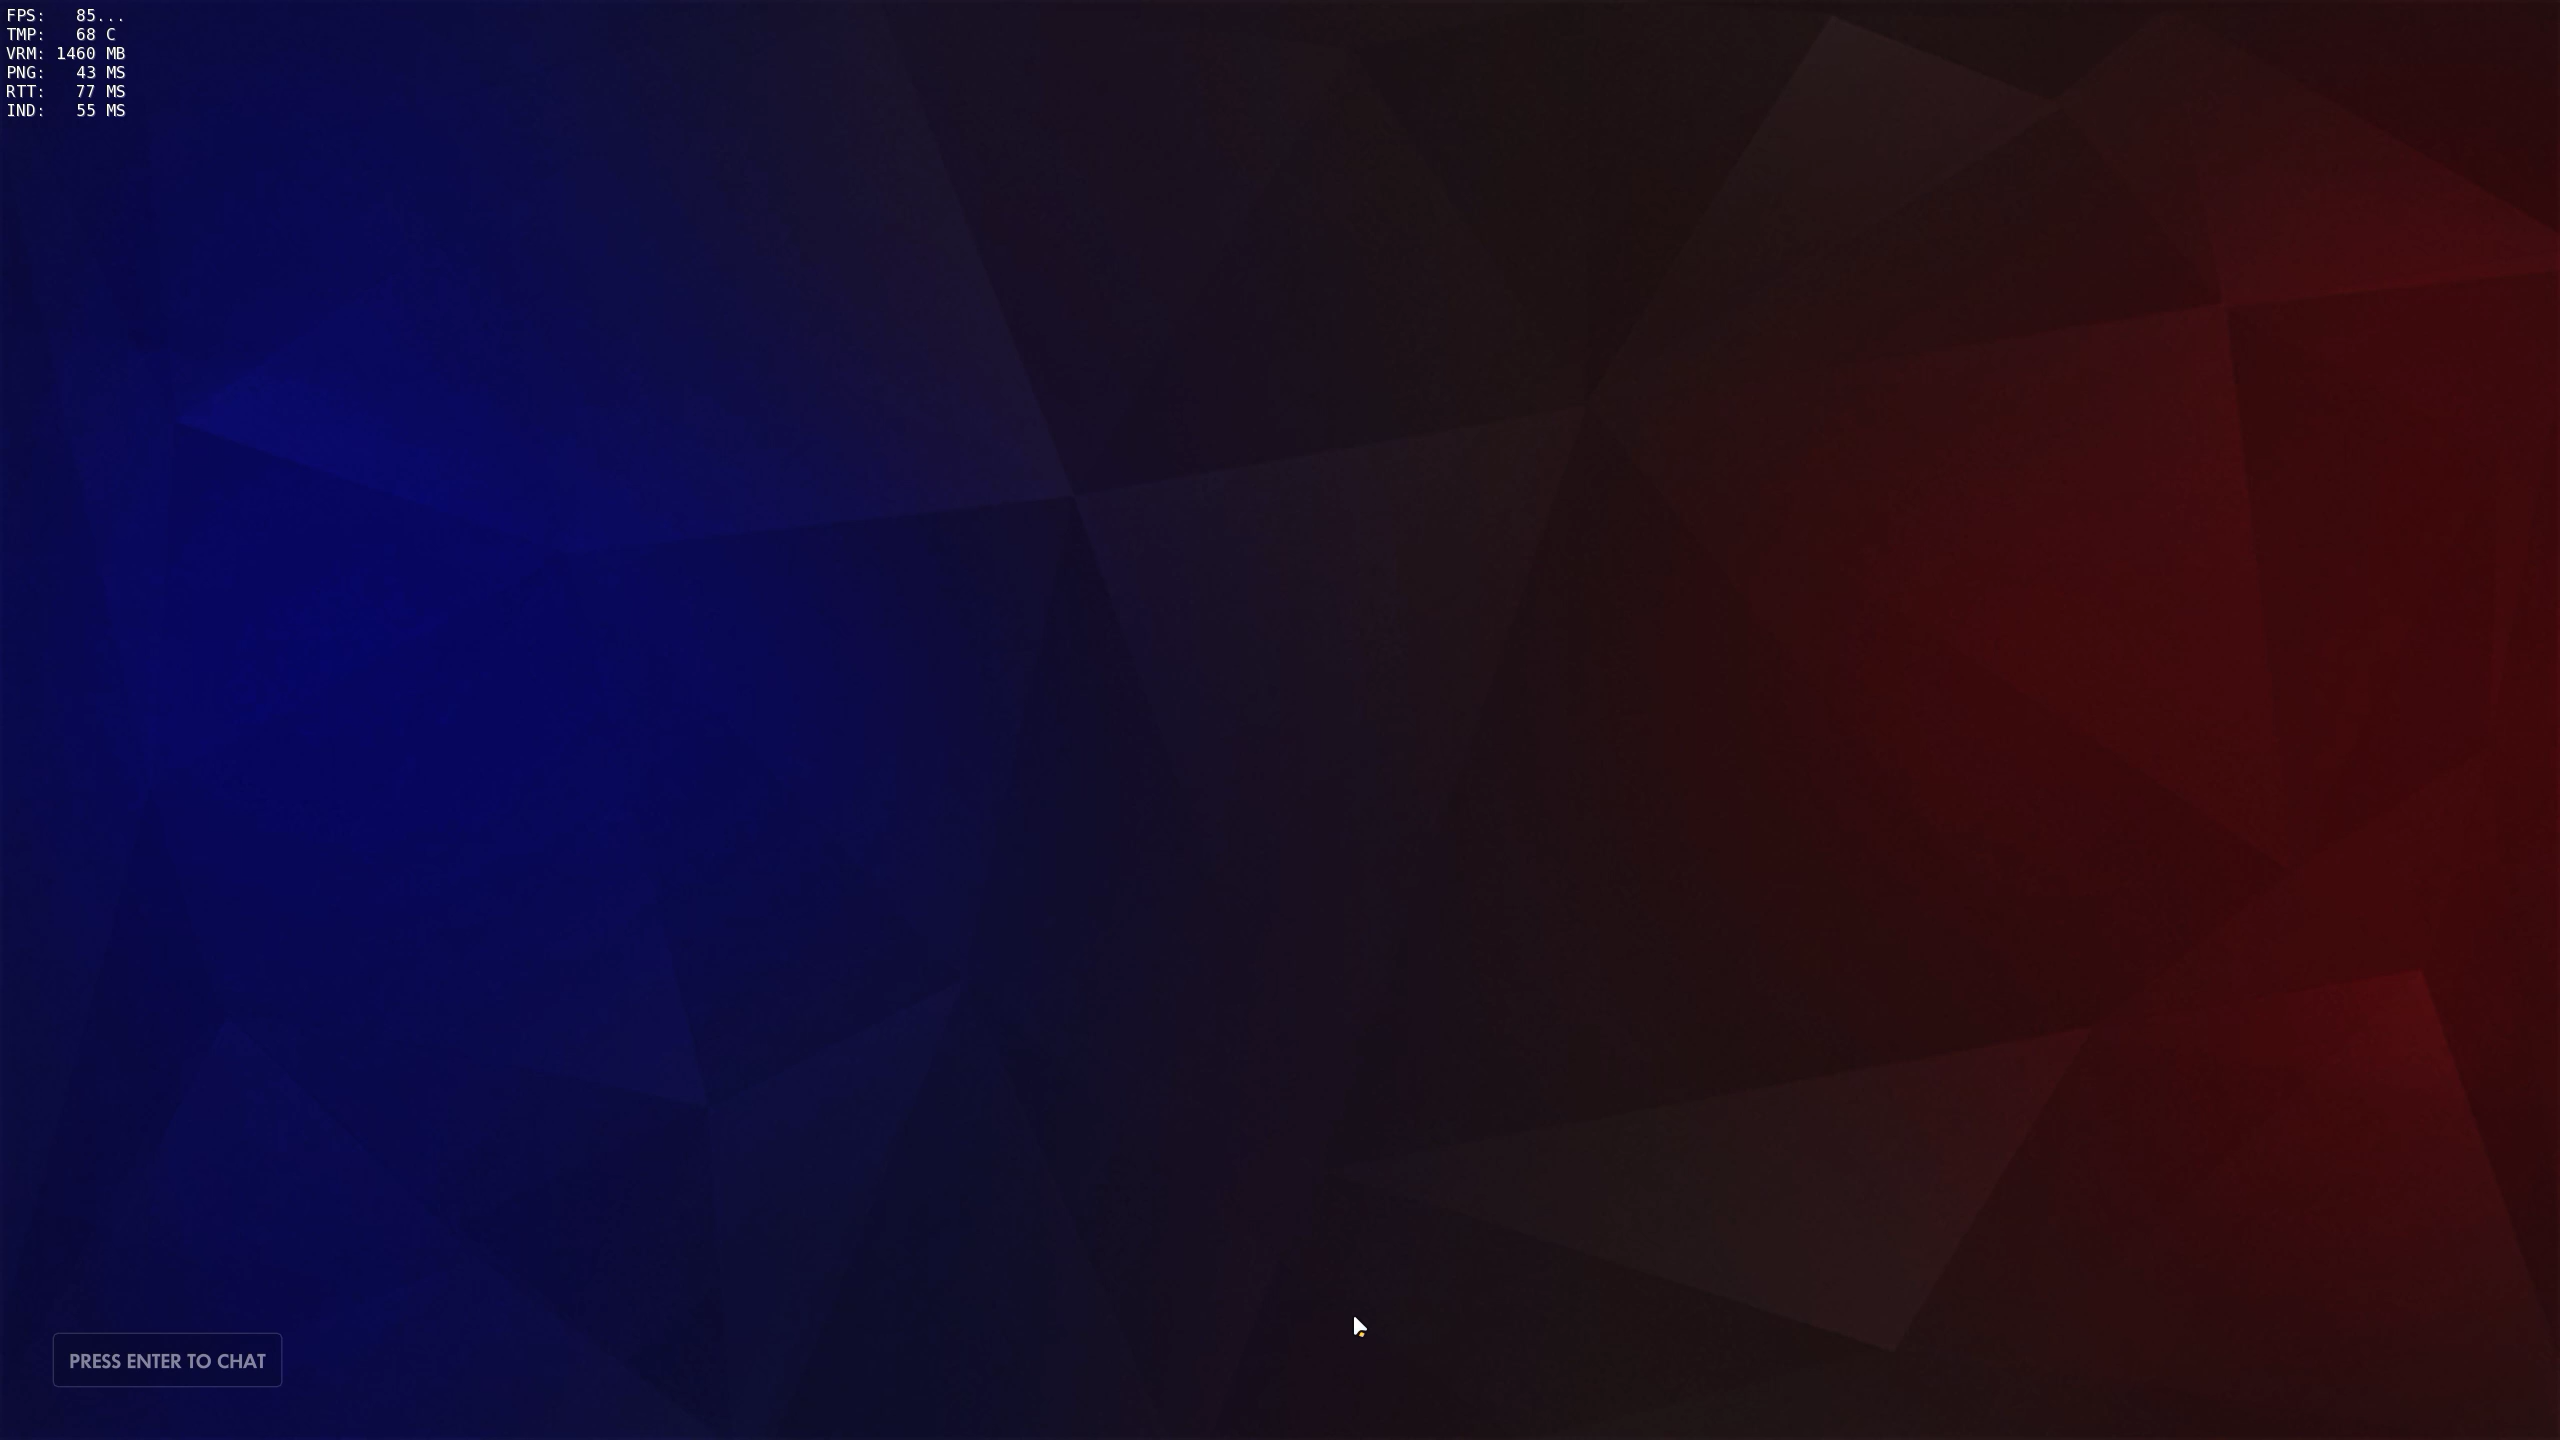 FPS: 85...
TMP: 68 C
VRM: 1460 MB
PNG: 43 MS
RTT: 77 MS
IND: 55 MS
PRESS ENTER TO CHAT